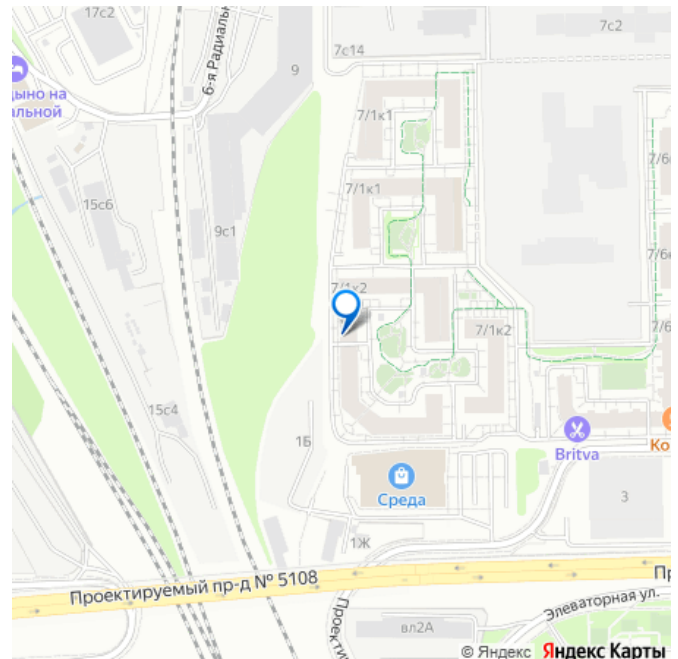 17с2
6-я Радиальн
9
7с14
7с2
ыно на
альной
7/1к1
7/1к1
7/6
15с6
9с1
7/6
7/1к2
7/1к2
7/6
15с4
1Б
Britva
Ко
Среда
3
1Ж
Проектируемый пр-д № 5108
Пр
Проекти
вл2А
Элеваторная ул.
© Яндекс Яндекс Карты